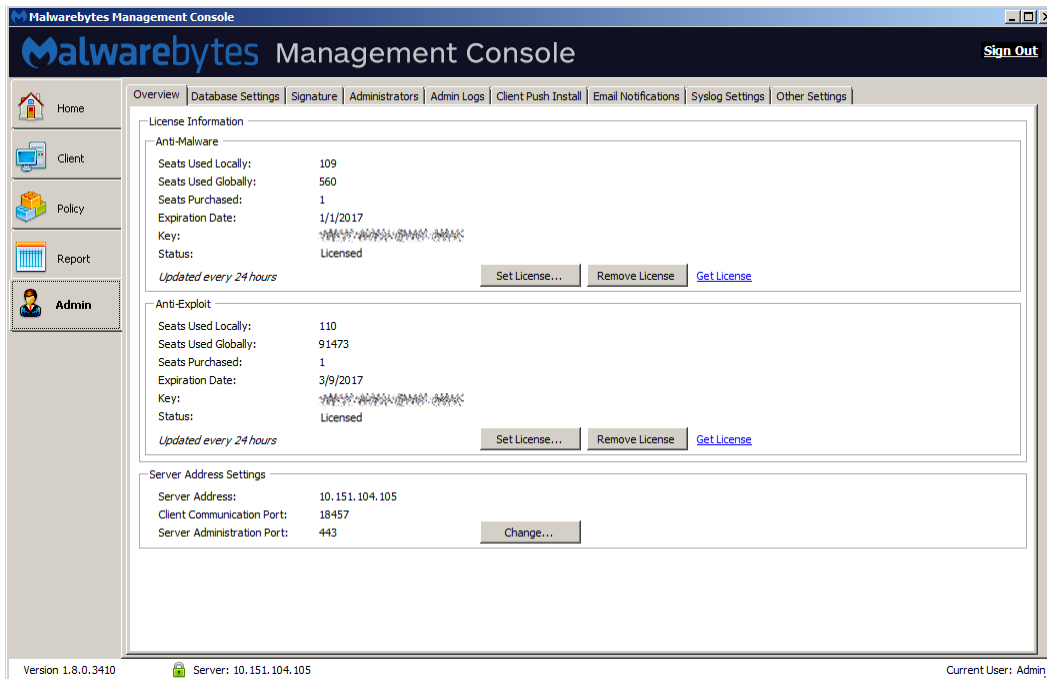 Malwarebytes Management Console
Malwarebytes Management Console
Sign Out
Home
Client
Policy
Report
Admin
Overview Database Settings Signature Administrators Admin Logs Client Push Install Email Notifications Syslog Settings Other Settings
License Information
Anti-Malware
Seats Used Locally: 109
Seats Used Globally: 560
Seats Purchased: 1
Expiration Date: 1/1/2017
Key:
Status: Licensed
Updated every 24 hours Set License... Remove License Get License
Anti-Exploit
Seats Used Locally: 110
Seats Used Globally: 91473
Seats Purchased: 1
Expiration Date: 3/9/2017
Key:
Status: Licensed
Updated every 24 hours Set License... Remove License Get License
Server Address Settings
Server Address: 10.151.104.105
Client Communication Port: 18457
Server Administration Port: 443 Change...
Version 1.8.0.3410 Server: 10.151.104.105 Current User: Admin